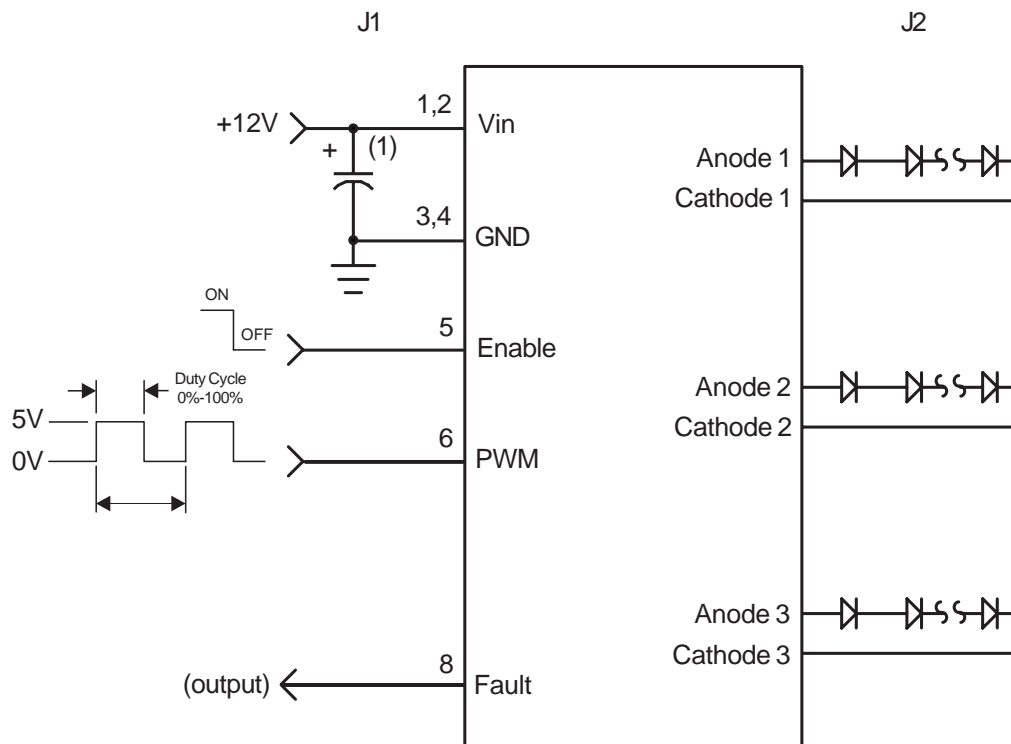 J1
J2
+12V
1,2
Vin
+
(1)
3,4
GND
ON
OFF
5
Enable
Duty Cycle
0%-100%
5V
0V
6
PWM
8
(output)
Fault
Anode 1
Cathode 1
Anode 2
Cathode 2
Anode 3
Cathode 3